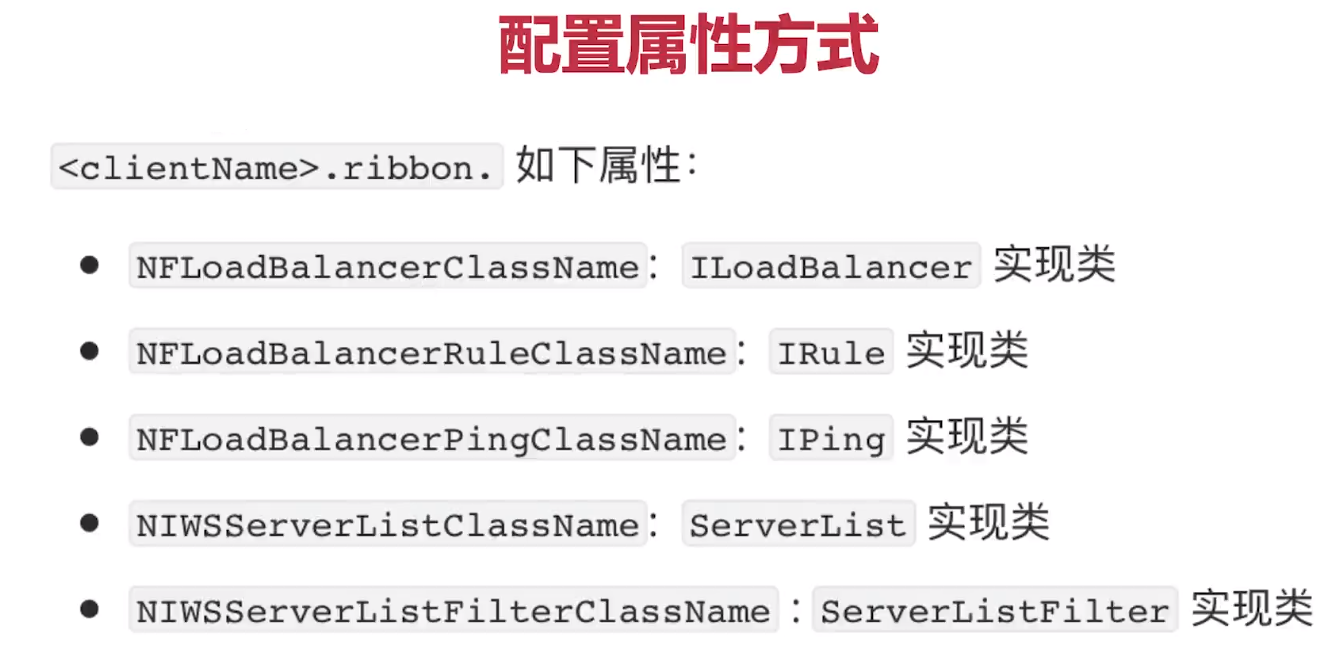 配置属性方式
<clientName>.ribbon. 如下属性：
NFLoadBalancerClassName： ILoadBalancer 实现类
NFLoadBalancerRuleClassName： IRule 实现类
NFLoadBalancerPingClassName： IPing 实现类
NIWSServerListClassName： ServerList 实现类
NIWSServerListFilterClassName : ServerListFilter 实现类